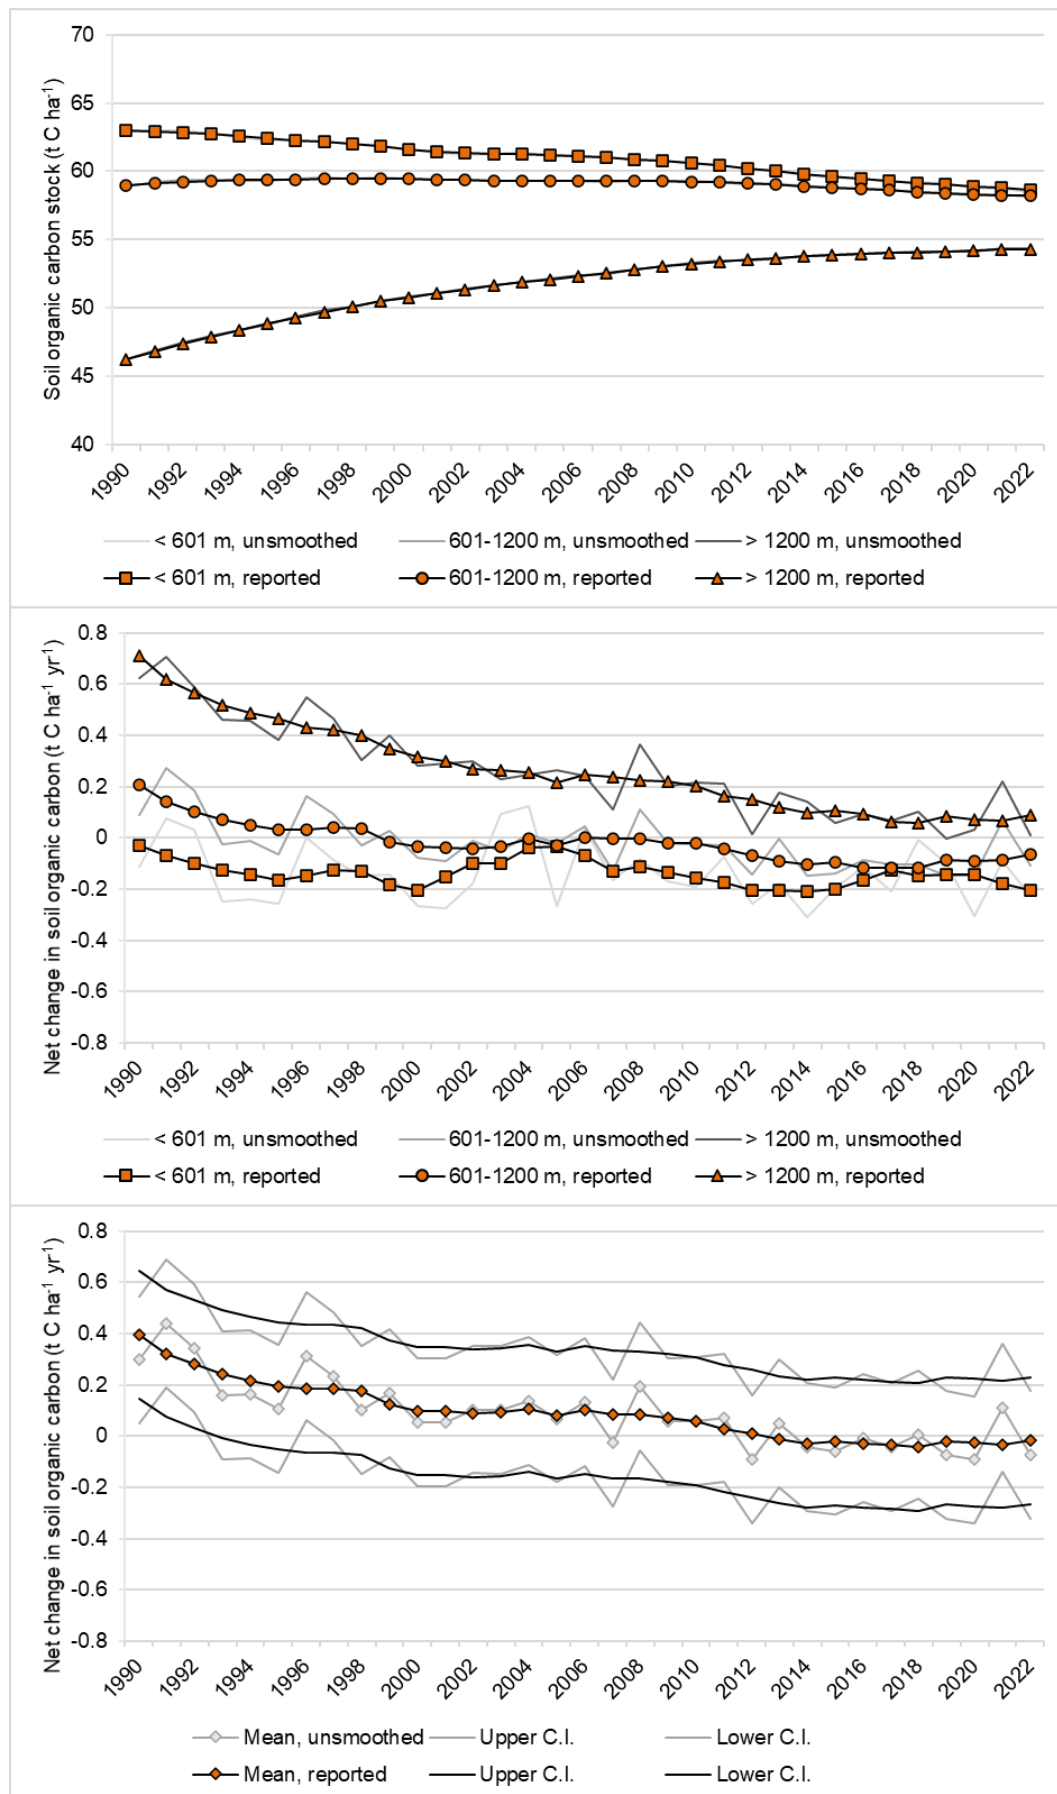 Soil organic carbon stock (t C ha⁻¹)
70
65
60
55
50
45
40
1990 1992 1994 1996 1998 2000 2002 2004 2006 2008 2010 2012 2014 2016 2018 2020 2022
< 601 m, unsmoothed 601-1200 m, unsmoothed > 1200 m, unsmoothed
< 601 m, reported 601-1200 m, reported > 1200 m, reported
Net change in soil organic carbon (t C ha⁻¹ yr⁻¹)
0.8
0.6
0.4
0.2
0
-0.2
-0.4
-0.6
-0.8
1990 1992 1994 1996 1998 2000 2002 2004 2006 2008 2010 2012 2014 2016 2018 2020 2022
< 601 m, unsmoothed 601-1200 m, unsmoothed > 1200 m, unsmoothed
< 601 m, reported 601-1200 m, reported > 1200 m, reported
Net change in soil organic carbon (t C ha⁻¹ yr⁻¹)
0.8
0.6
0.4
0.2
0
-0.2
-0.4
-0.6
-0.8
1990 1992 1994 1996 1998 2000 2002 2004 2006 2008 2010 2012 2014 2016 2018 2020 2022
Mean, unsmoothed Upper C.I. Lower C.I.
Mean, reported Upper C.I. Lower C.I.